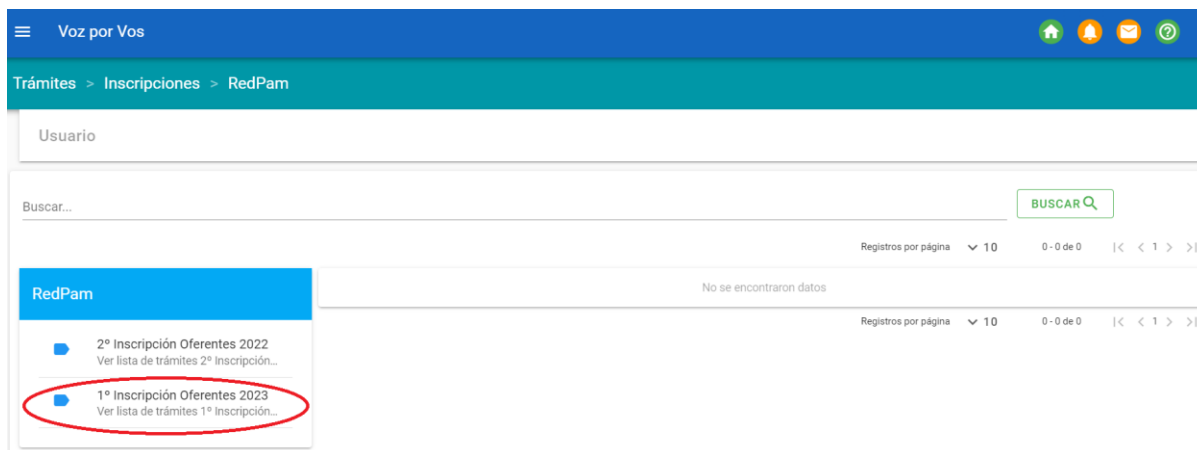 Voz por Vos
Trámites > Inscripciones > RedPam
Usuario
Buscar...
BUSCAR
Registros por página 10 0 - 0 de 0 |< < 1 > >|
RedPam
No se encontraron datos
Registros por página 10 0 - 0 de 0 |< < 1 > >|
2º Inscripción Oferentes 2022
Ver lista de trámites 2º Inscripción...
1º Inscripción Oferentes 2023
Ver lista de trámites 1º Inscripción...